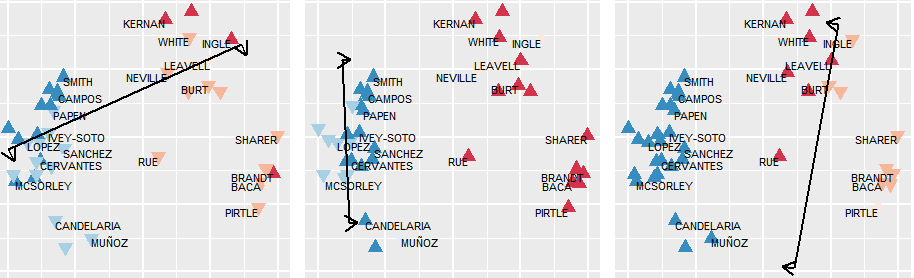 KERNAN
WHITE
INGLE
LEAVELL
NEVILLE
BURT
SMITH
CAMPOS
PAPEN
IVEY-SOTO
LOPEZ
SANCHEZ
CERVANTES
MCSORLEY
SHARER
RUE
BRANDT
BACA
PIRTLE
CANDELARIA
MUÑOZ
KERNAN
WHITE
INGLE
LEAVELL
NEVILLE
BURT
SMITH
CAMPOS
PAPEN
IVEY-SOTO
LOPEZ
SANCHEZ
CERVANTES
MCSORLEY
SHARER
RUE
BRANDT
BACA
PIRTLE
CANDELARIA
MUÑOZ
KERNAN
WHITE
INGLE
LEAVELL
NEVILLE
BURT
SMITH
CAMPOS
PAPEN
IVEY-SOTO
LOPEZ
SANCHEZ
CERVANTES
MCSORLEY
SHARER
RUE
BRANDT
BACA
PIRTLE
CANDELARIA
MUÑOZ